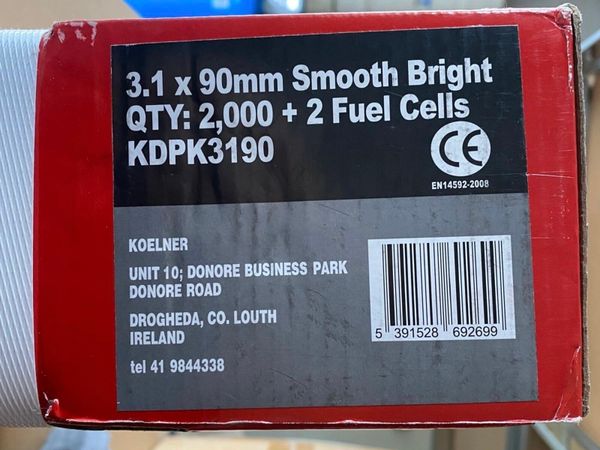 3.1 x 90mm Smooth Bright
QTY: 2,000 + 2 Fuel Cells
KDPK3190
CE
EN14592-2008
KOELNER
UNIT 10; DONORE BUSINESS PARK
DONORE ROAD
DROGHEDA, CO. LOUTH
IRELAND
tel 41 9844338
5 391528 692699